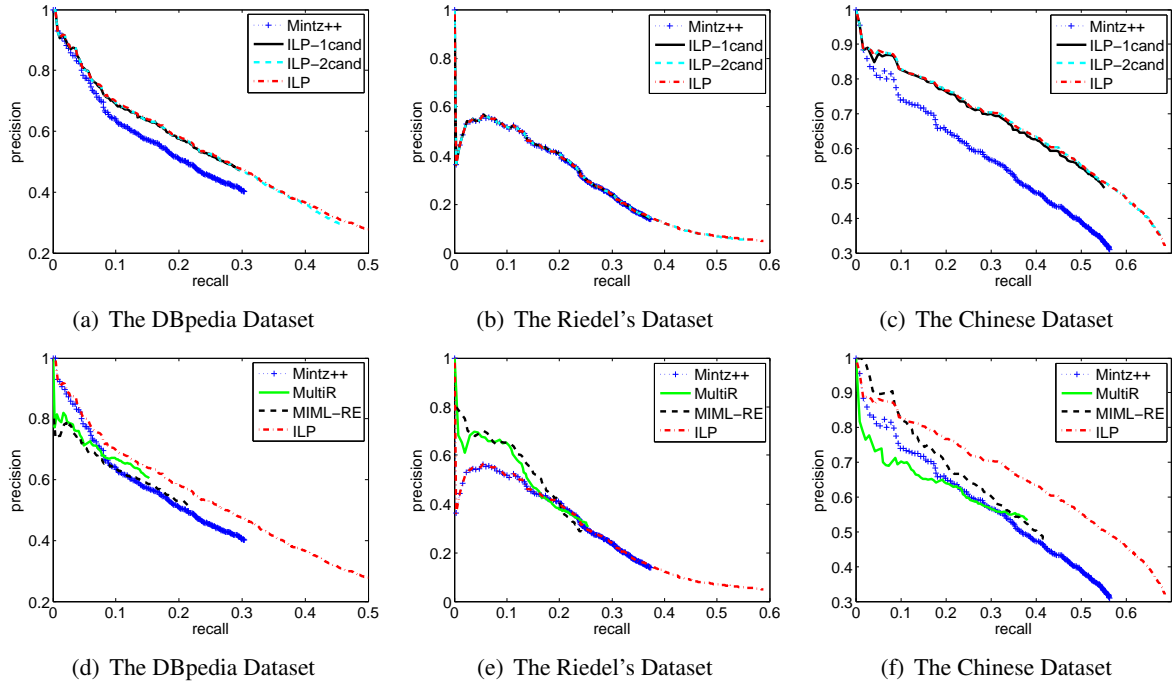 1
0.8
0.6
0.4
0.2
0 0.1 0.2 0.3 0.4 0.5
precision
recall
Mintz++
ILP-1cand
ILP-2cand
ILP
(a) The DBpedia Dataset
1
0.8
0.6
0.4
0.2
0
0 0.1 0.2 0.3 0.4 0.5 0.6
precision
recall
Mintz++
ILP-1cand
ILP-2cand
ILP
(b) The Riedel's Dataset
1
0.9
0.8
0.7
0.6
0.5
0.4
0.3
0 0.1 0.2 0.3 0.4 0.5 0.6
precision
recall
Mintz++
ILP-1cand
ILP-2cand
ILP
(c) The Chinese Dataset
1
0.8
0.6
0.4
0.2
0 0.1 0.2 0.3 0.4 0.5
precision
recall
Mintz++
MultiR
MIML-RE
ILP
(d) The DBpedia Dataset
1
0.8
0.6
0.4
0.2
0
0 0.1 0.2 0.3 0.4 0.5 0.6
precision
recall
Mintz++
MultiR
MIML-RE
ILP
(e) The Riedel's Dataset
1
0.9
0.8
0.7
0.6
0.5
0.4
0.3
0 0.1 0.2 0.3 0.4 0.5 0.6
precision
recall
Mintz++
MultiR
MIML-RE
ILP
(f) The Chinese Dataset